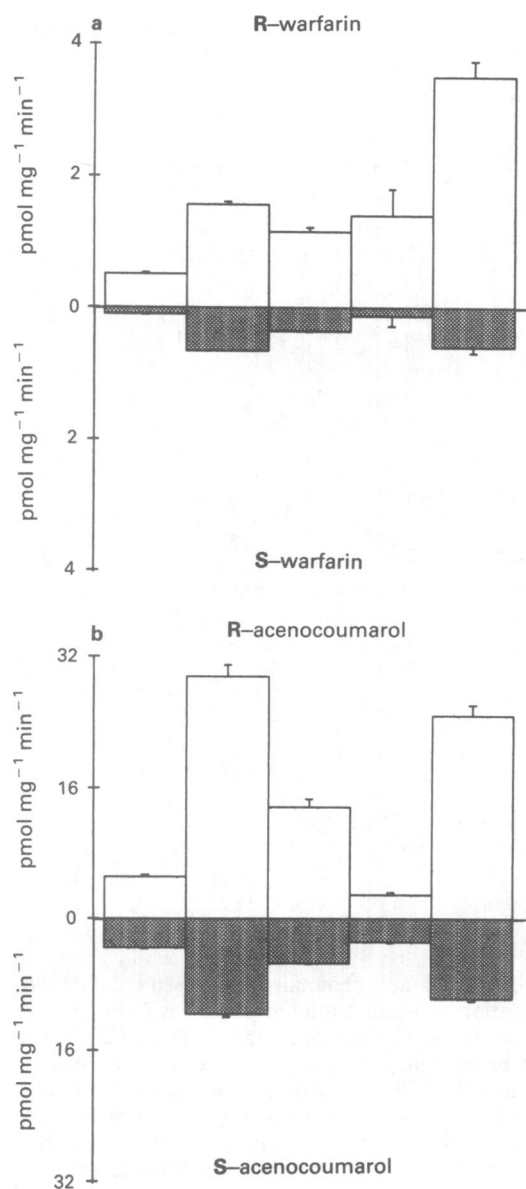 a R–warfarin
4
2
0
2
4
pmol mg⁻¹ min⁻¹
pmol mg⁻¹ min⁻¹
S–warfarin
b R–acenocoumarol
32
16
0
16
32
pmol mg⁻¹ min⁻¹
pmol mg⁻¹ min⁻¹
S–acenocoumarol